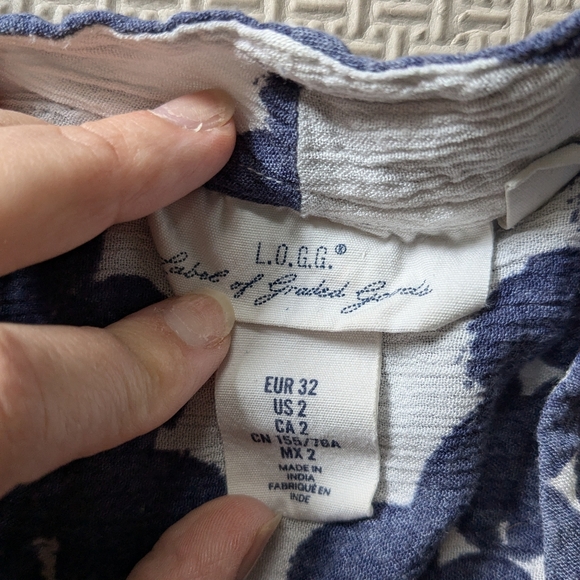 L.O.G.G.®
Label of Graded Goods
EUR 32
US 2
CA 2
CN 155/76A
MX 2
MADE IN
INDIA
FABRIQUÉ EN
INDE